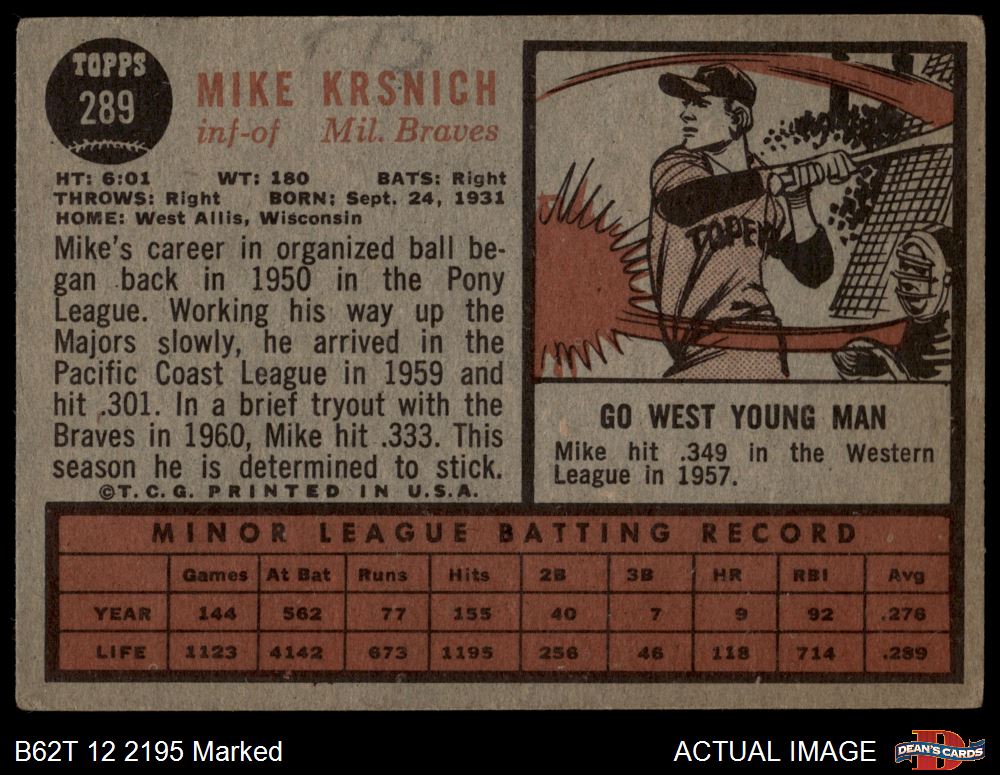 TOPPS
289
MIKE KRSNICH
inf-of Mil. Braves
HT: 6:01 WT: 180 BATS: Right
THROWS: Right BORN: Sept. 24, 1931
HOME: West Allis, Wisconsin
Mike's career in organized ball be-
gan back in 1950 in the Pony
League. Working his way up the
Majors slowly, he arrived in the
Pacific Coast League in 1959 and
hit .301. In a brief tryout with the
Braves in 1960, Mike hit .333. This
season he is determined to stick.
©T.C.G. PRINTED IN U.S.A.
TOPEK
GO WEST YOUNG MAN
Mike hit .349 in the Western
League in 1957.
MINOR LEAGUE BATTING RECORD
Games At Bat Runs Hits 2B 3B HR RBI Avg
YEAR 144 562 77 155 40 7 9 92 .276
LIFE 1123 4142 673 1195 256 46 118 714 .289
B62T 12 2195 Marked
ACTUAL IMAGE
D
DEAN'S CARDS